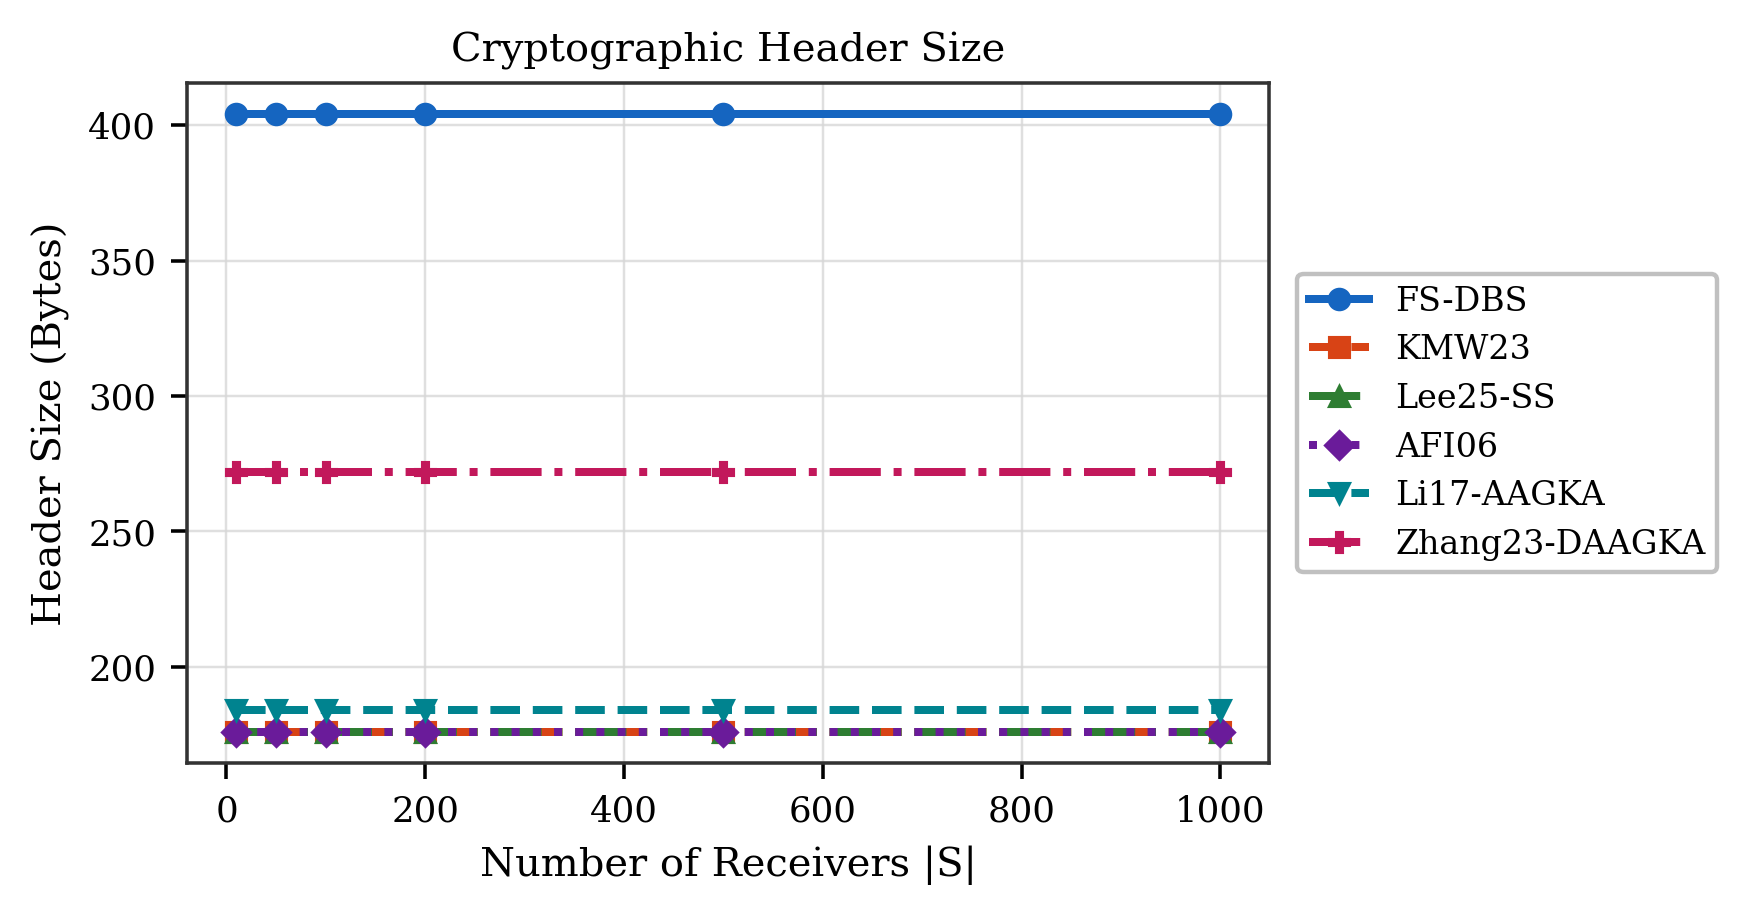 Cryptographic Header Size
Header Size (Bytes)
400
350
300
250
200
0 200 400 600 800 1000
Number of Receivers |S|
FS-DBS
KMW23
Lee25-SS
AFI06
Li17-AAGKA
Zhang23-DAAGKA